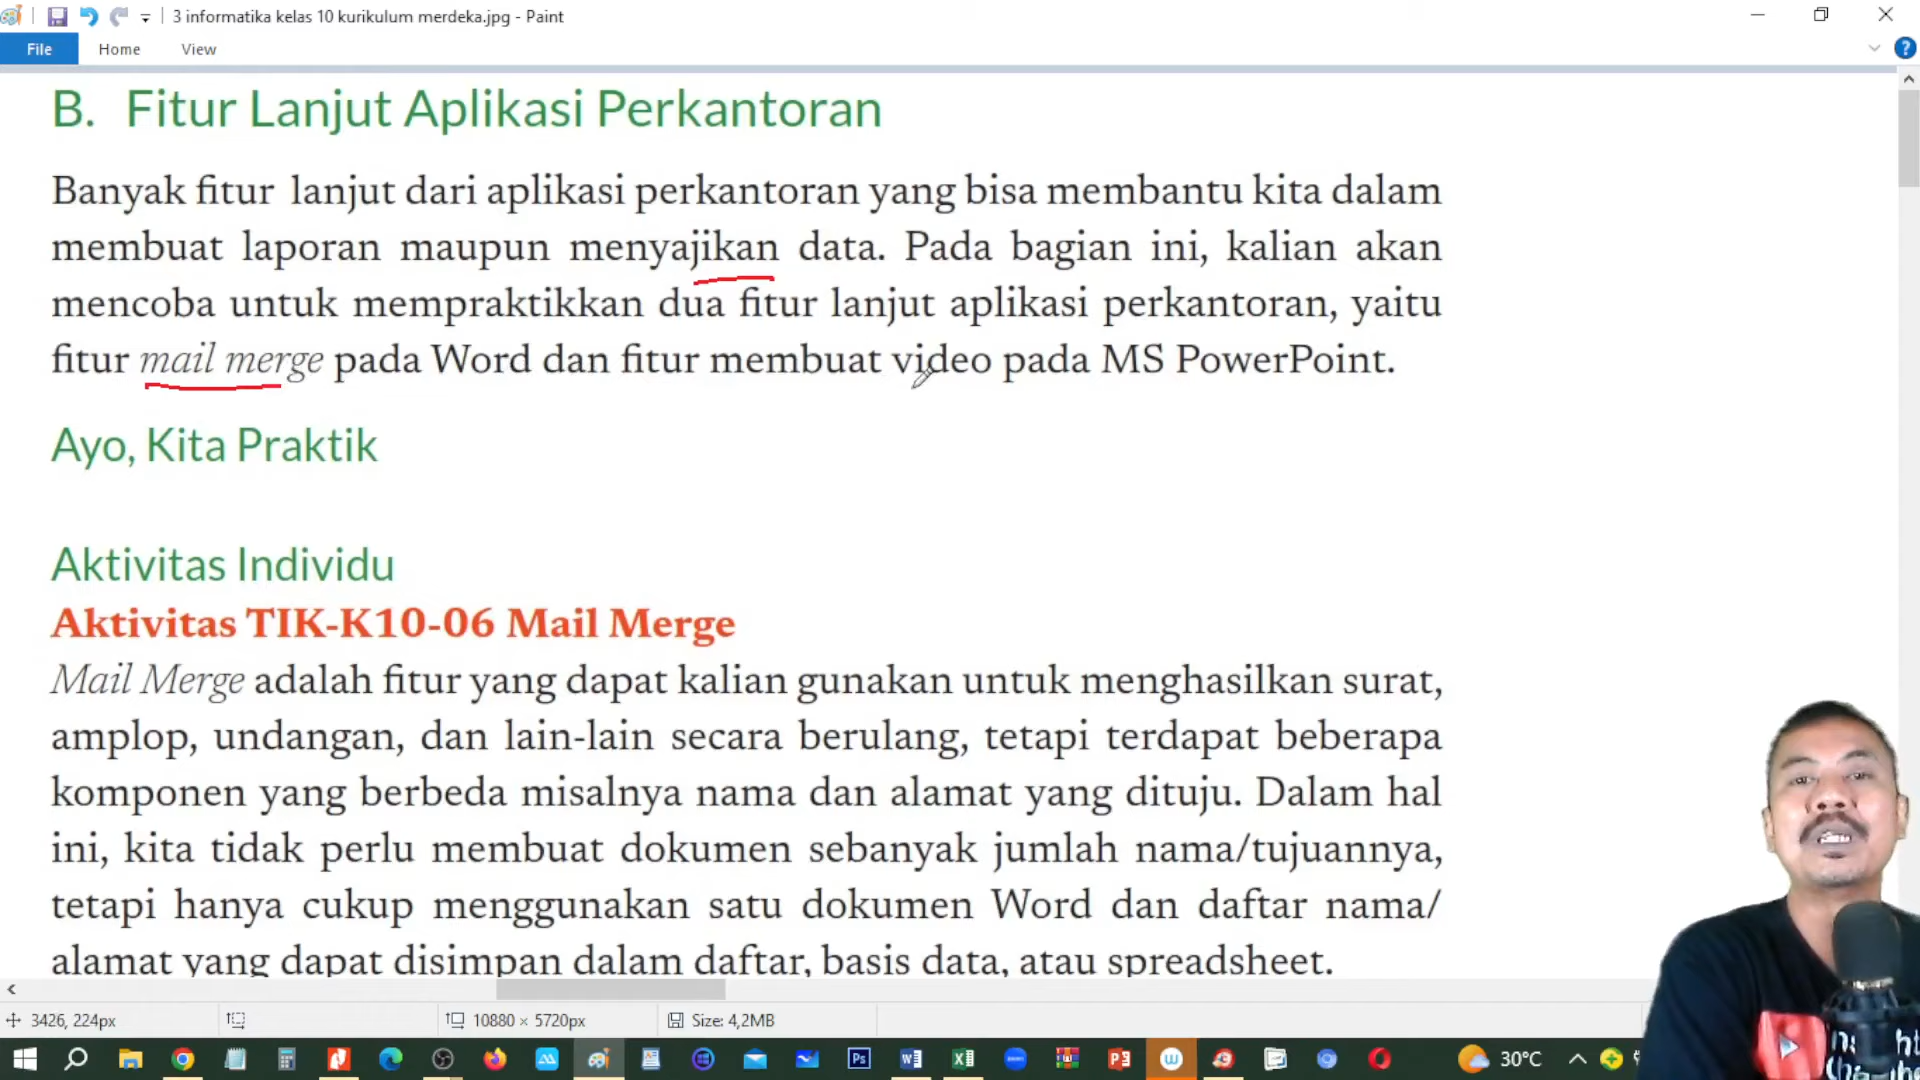 3 informatika kelas 10 kurikulum merdeka.jpg - Paint
File Home View
B. Fitur Lanjut Aplikasi Perkantoran
Banyak fitur lanjut dari aplikasi perkantoran yang bisa membantu kita dalam
membuat laporan maupun menyajikan data. Pada bagian ini, kalian akan
mencoba untuk mempraktikkan dua fitur lanjut aplikasi perkantoran, yaitu
fitur mail merge pada Word dan fitur membuat video pada MS PowerPoint.
Ayo, Kita Praktik
Aktivitas Individu
Aktivitas TIK-K10-06 Mail Merge
Mail Merge adalah fitur yang dapat kalian gunakan untuk menghasilkan surat,
amplop, undangan, dan lain-lain secara berulang, tetapi terdapat beberapa
komponen yang berbeda misalnya nama dan alamat yang dituju. Dalam hal
ini, kita tidak perlu membuat dokumen sebanyak jumlah nama/tujuannya,
tetapi hanya cukup menggunakan satu dokumen Word dan daftar nama/
alamat yang dapat disimpan dalam daftar, basis data, atau spreadsheet.
3426, 224px
10880 × 5720px
Size: 4,2MB
30°C